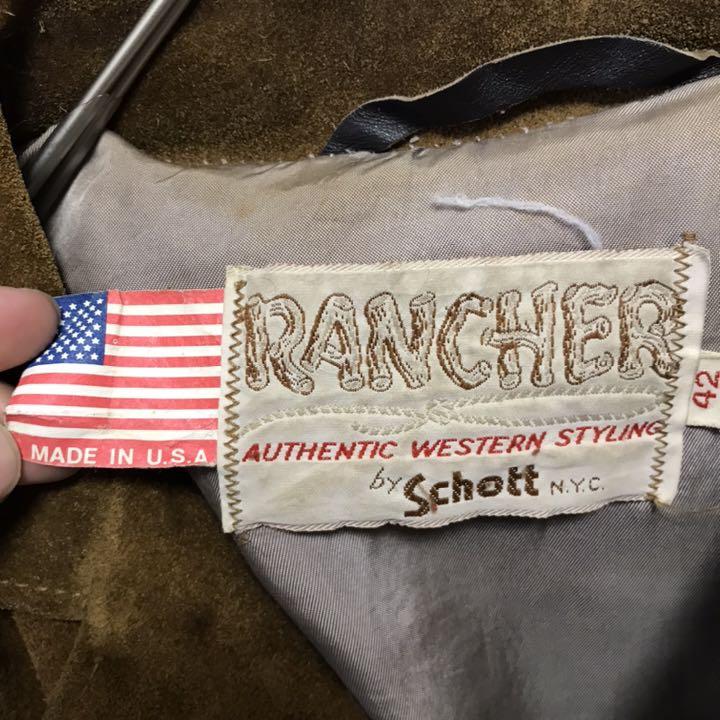 MADE IN U.S.A
RANCHER
AUTHENTIC WESTERN STYLING
by Schott N.Y.C.
42